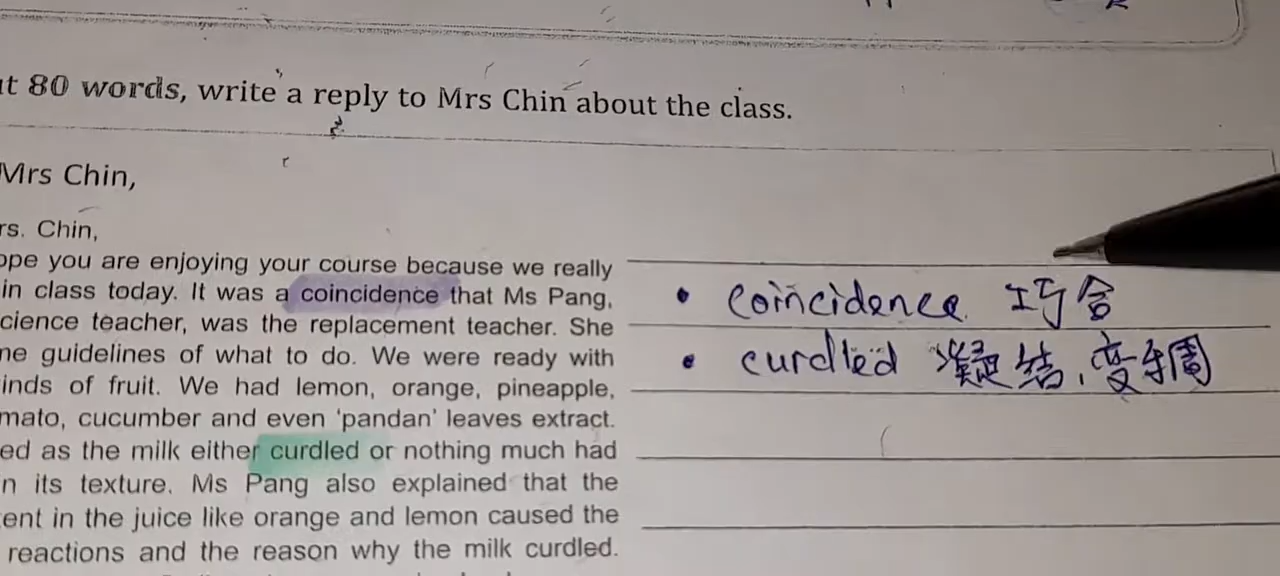 t 80 words, write a reply to Mrs Chin about the class.
Mrs Chin,
rs. Chin,
ope you are enjoying your course because we really
in class today. It was a coincidence that Ms Pang,
cience teacher, was the replacement teacher. She
ne guidelines of what to do. We were ready with
inds of fruit. We had lemon, orange, pineapple,
mato, cucumber and even ‘pandan’ leaves extract.
ed as the milk either curdled or nothing much had
n its texture. Ms Pang also explained that the
ent in the juice like orange and lemon caused the
reactions and the reason why the milk curdled.
• coincidence 巧合
• curdled 凝结、变稠